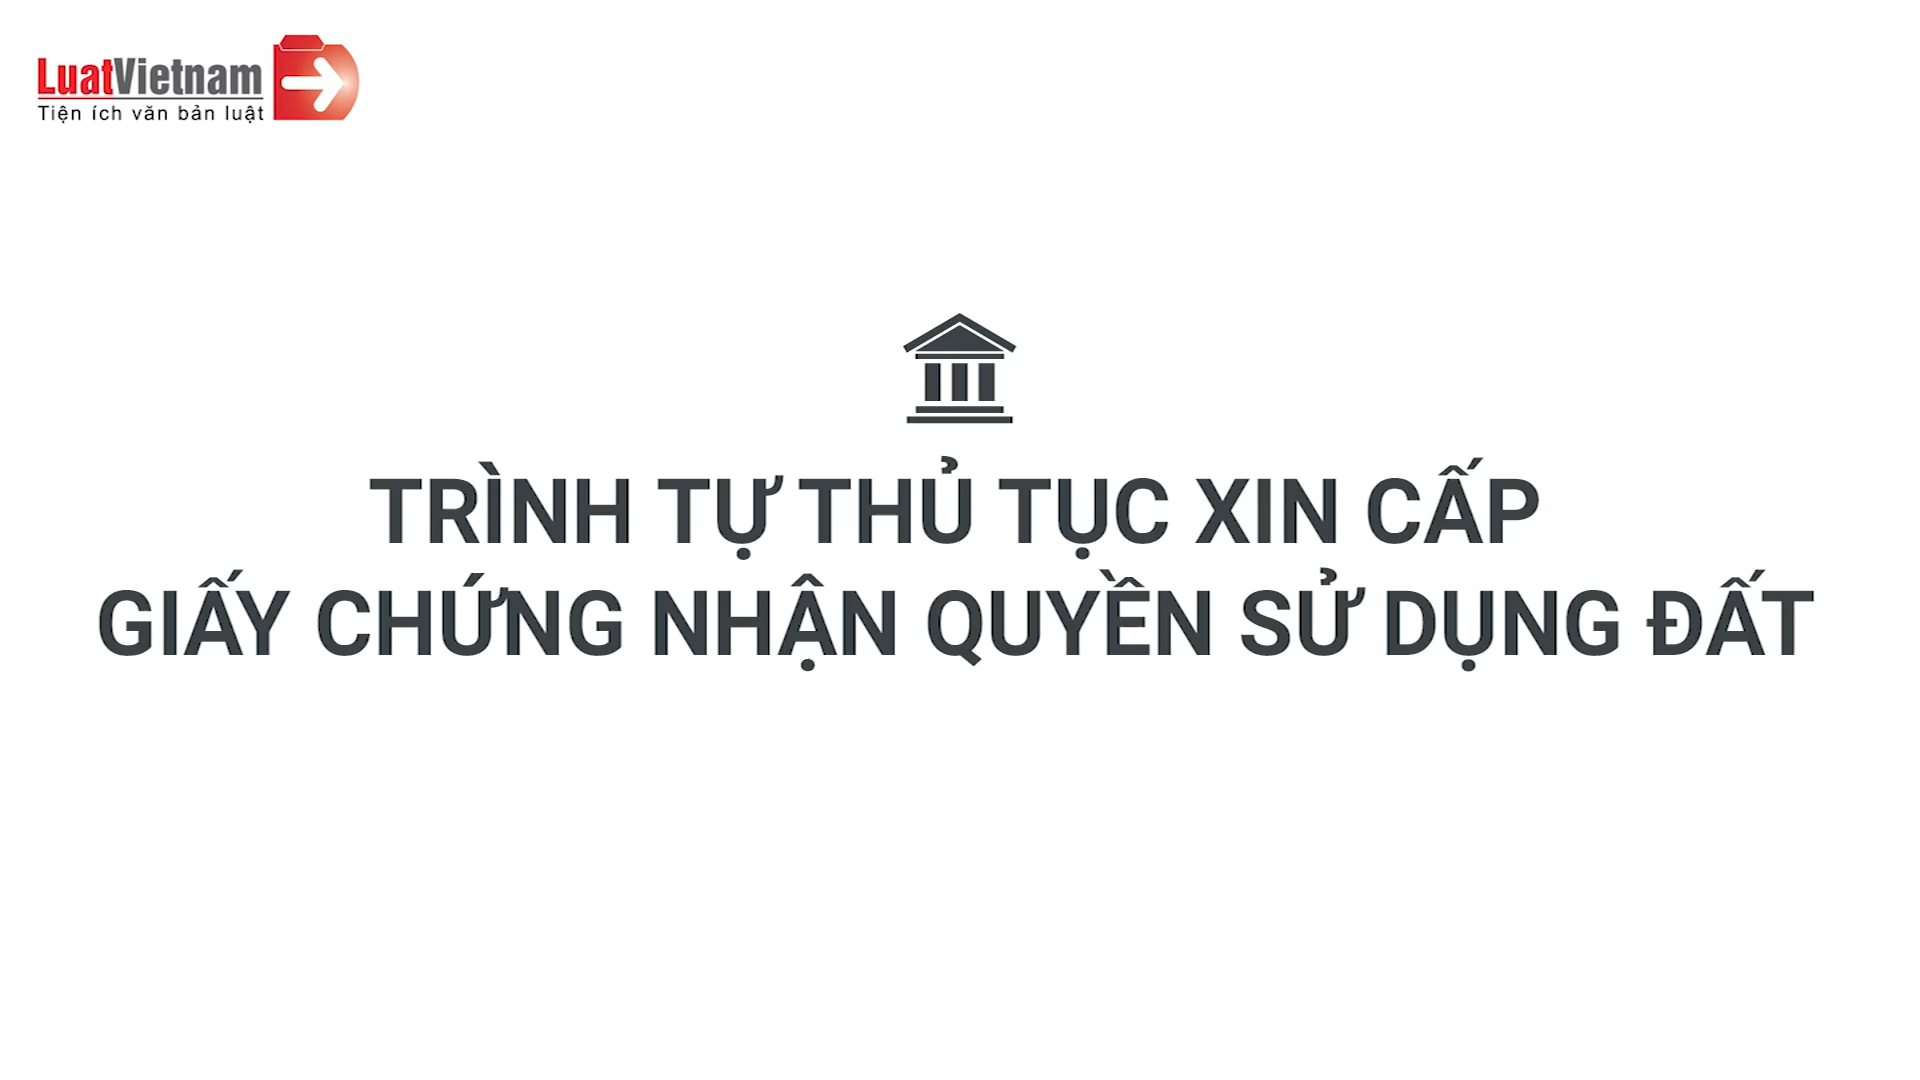 LuatVietnam
Tiện ích văn bản luật
TRÌNH TỰ THỦ TỤC XIN CẤP
GIẤY CHỨNG NHẬN QUYỀN SỬ DỤNG ĐẤT